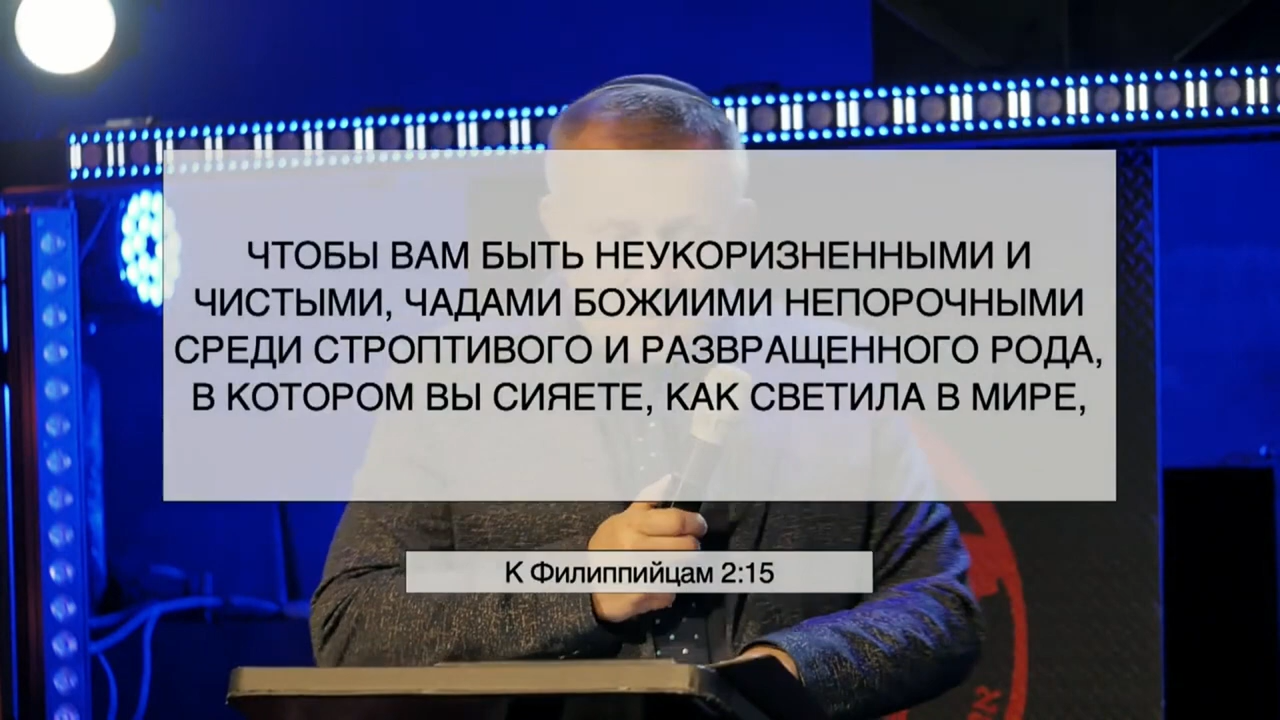 ЧТОБЫ ВАМ БЫТЬ НЕУКОРИЗНЕННЫМИ И
ЧИСТЫМИ, ЧАДАМИ БОЖИИМИ НЕПОРОЧНЫМИ
СРЕДИ СТРОПТИВОГО И РАЗВРАЩЕННОГО РОДА,
В КОТОРОМ ВЫ СИЯЕТЕ, КАК СВЕТИЛА В МИРЕ,
К Филиппийцам 2:15